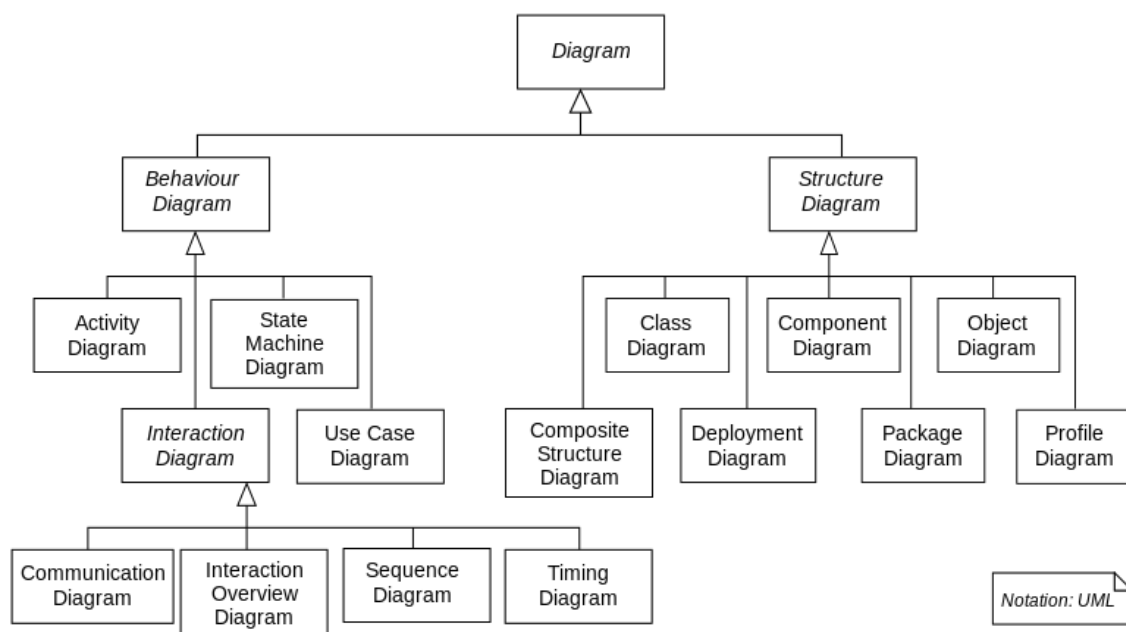 Diagram
Behaviour
Diagram
Structure
Diagram
Activity
Diagram
State
Machine
Diagram
Class
Diagram
Component
Diagram
Object
Diagram
Interaction
Diagram
Use Case
Diagram
Composite
Structure
Diagram
Deployment
Diagram
Package
Diagram
Profile
Diagram
Communication
Diagram
Interaction
Overview
Diagram
Sequence
Diagram
Timing
Diagram
Notation: UML